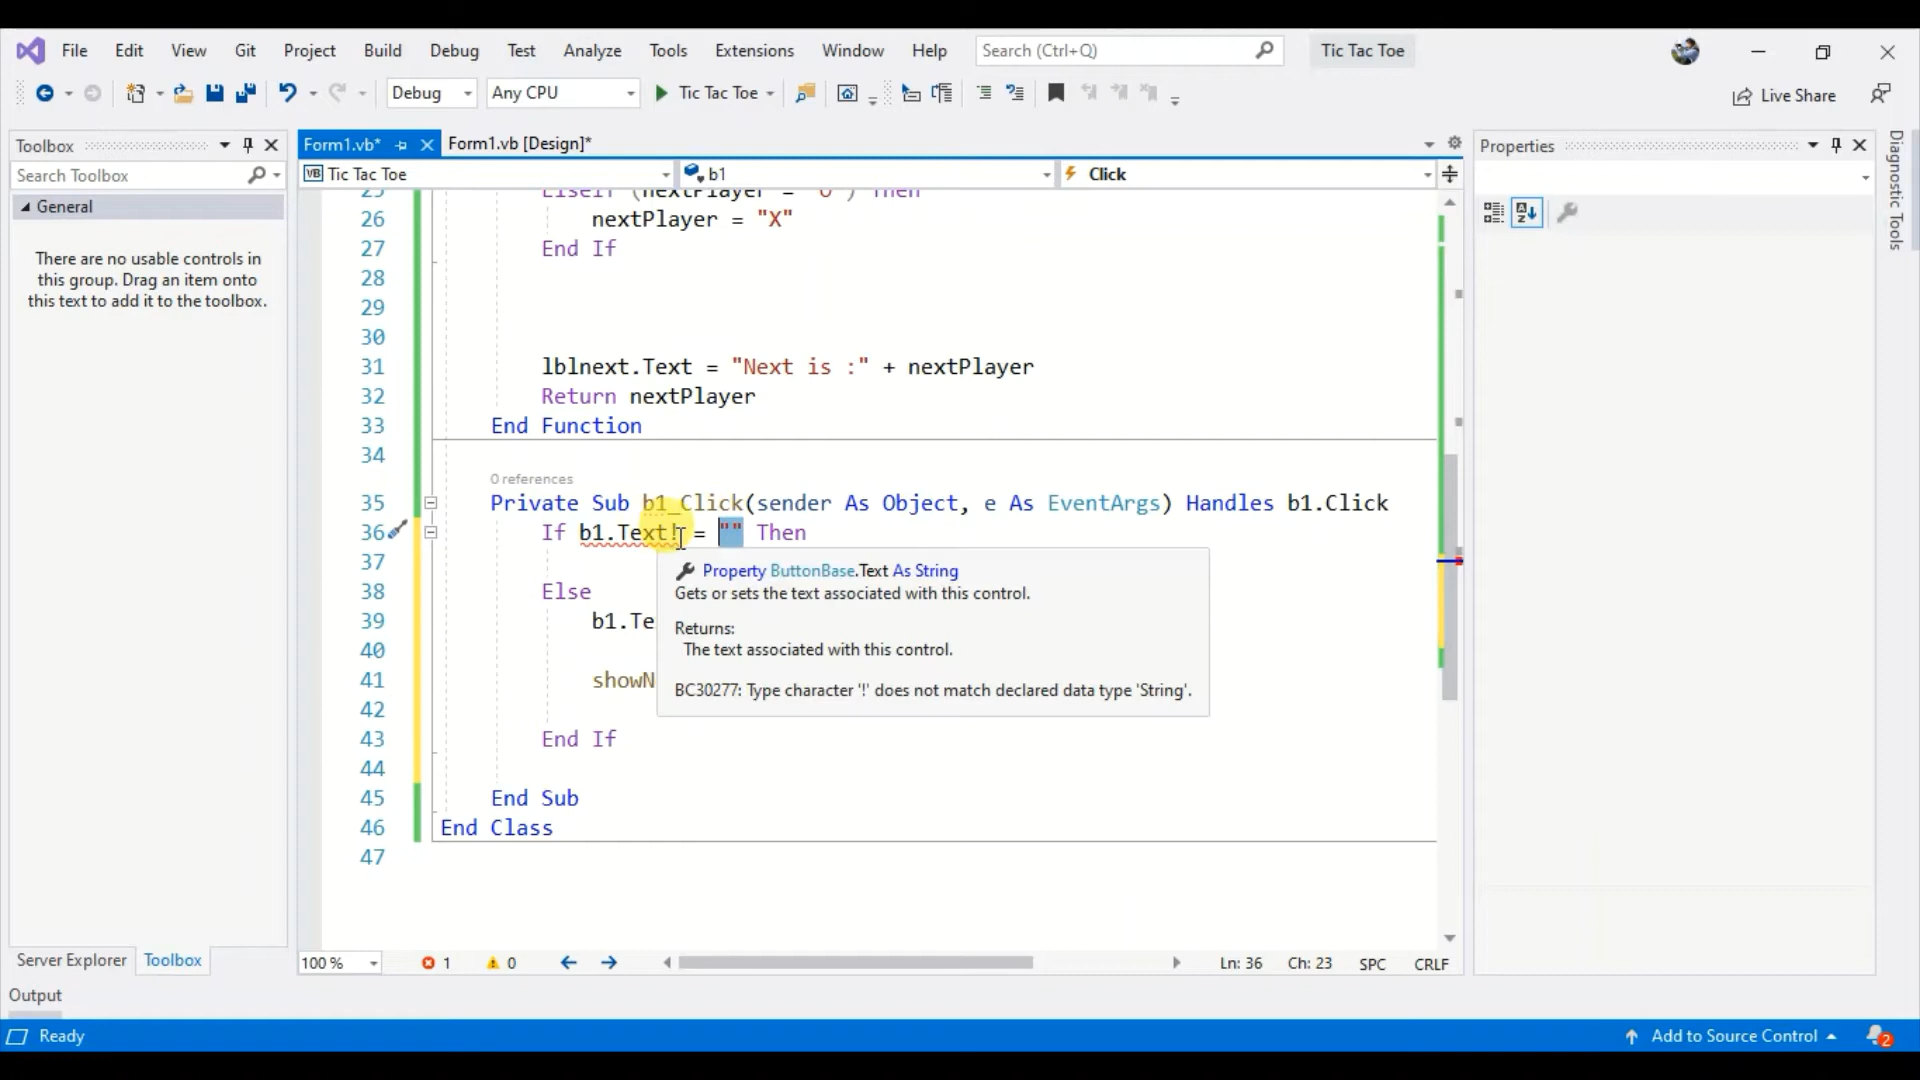 File Edit View Git Project Build Debug Test Analyze Tools Extensions Window Help Search (Ctrl+Q) Tic Tac Toe
Debug Any CPU Tic Tac Toe Live Share
Toolbox
Search Toolbox
General
There are no usable controls in
this group. Drag an item onto
this text to add it to the toolbox.
Form1.vb* Form1.vb [Design]*
VB Tic Tac Toe b1 Click
25 ElseIf (nextPlayer = "O") Then
26 nextPlayer = "X"
27 End If
28
29
30
31 lblnext.Text = "Next is :" + nextPlayer
32 Return nextPlayer
33 End Function
34
0 references
35 Private Sub b1_Click(sender As Object, e As EventArgs) Handles b1.Click
36 If b1.Text! = "" Then
37
38 Else
39 b1.Te
40
41 showN
42
43 End If
44
45 End Sub
46 End Class
47
Property ButtonBase.Text As String
Gets or sets the text associated with this control.
Returns:
The text associated with this control.
BC30277: Type character '!' does not match declared data type 'String'.
Properties
Diagnostic Tools
100 % 1 0 Ln: 36 Ch: 23 SPC CRLF
Server Explorer Toolbox
Output
Ready Add to Source Control 2